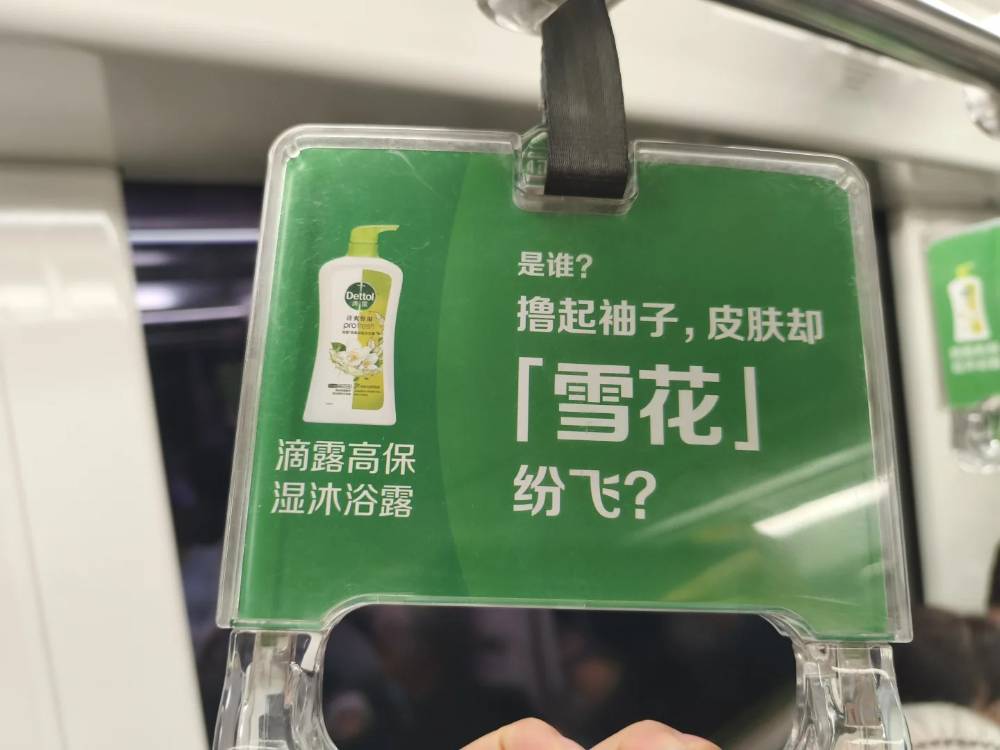 是谁?
撸起袖子，皮肤却
「雪花」
纷飞?
Dettol
滴露
profresh
滴露高保
湿沐浴露